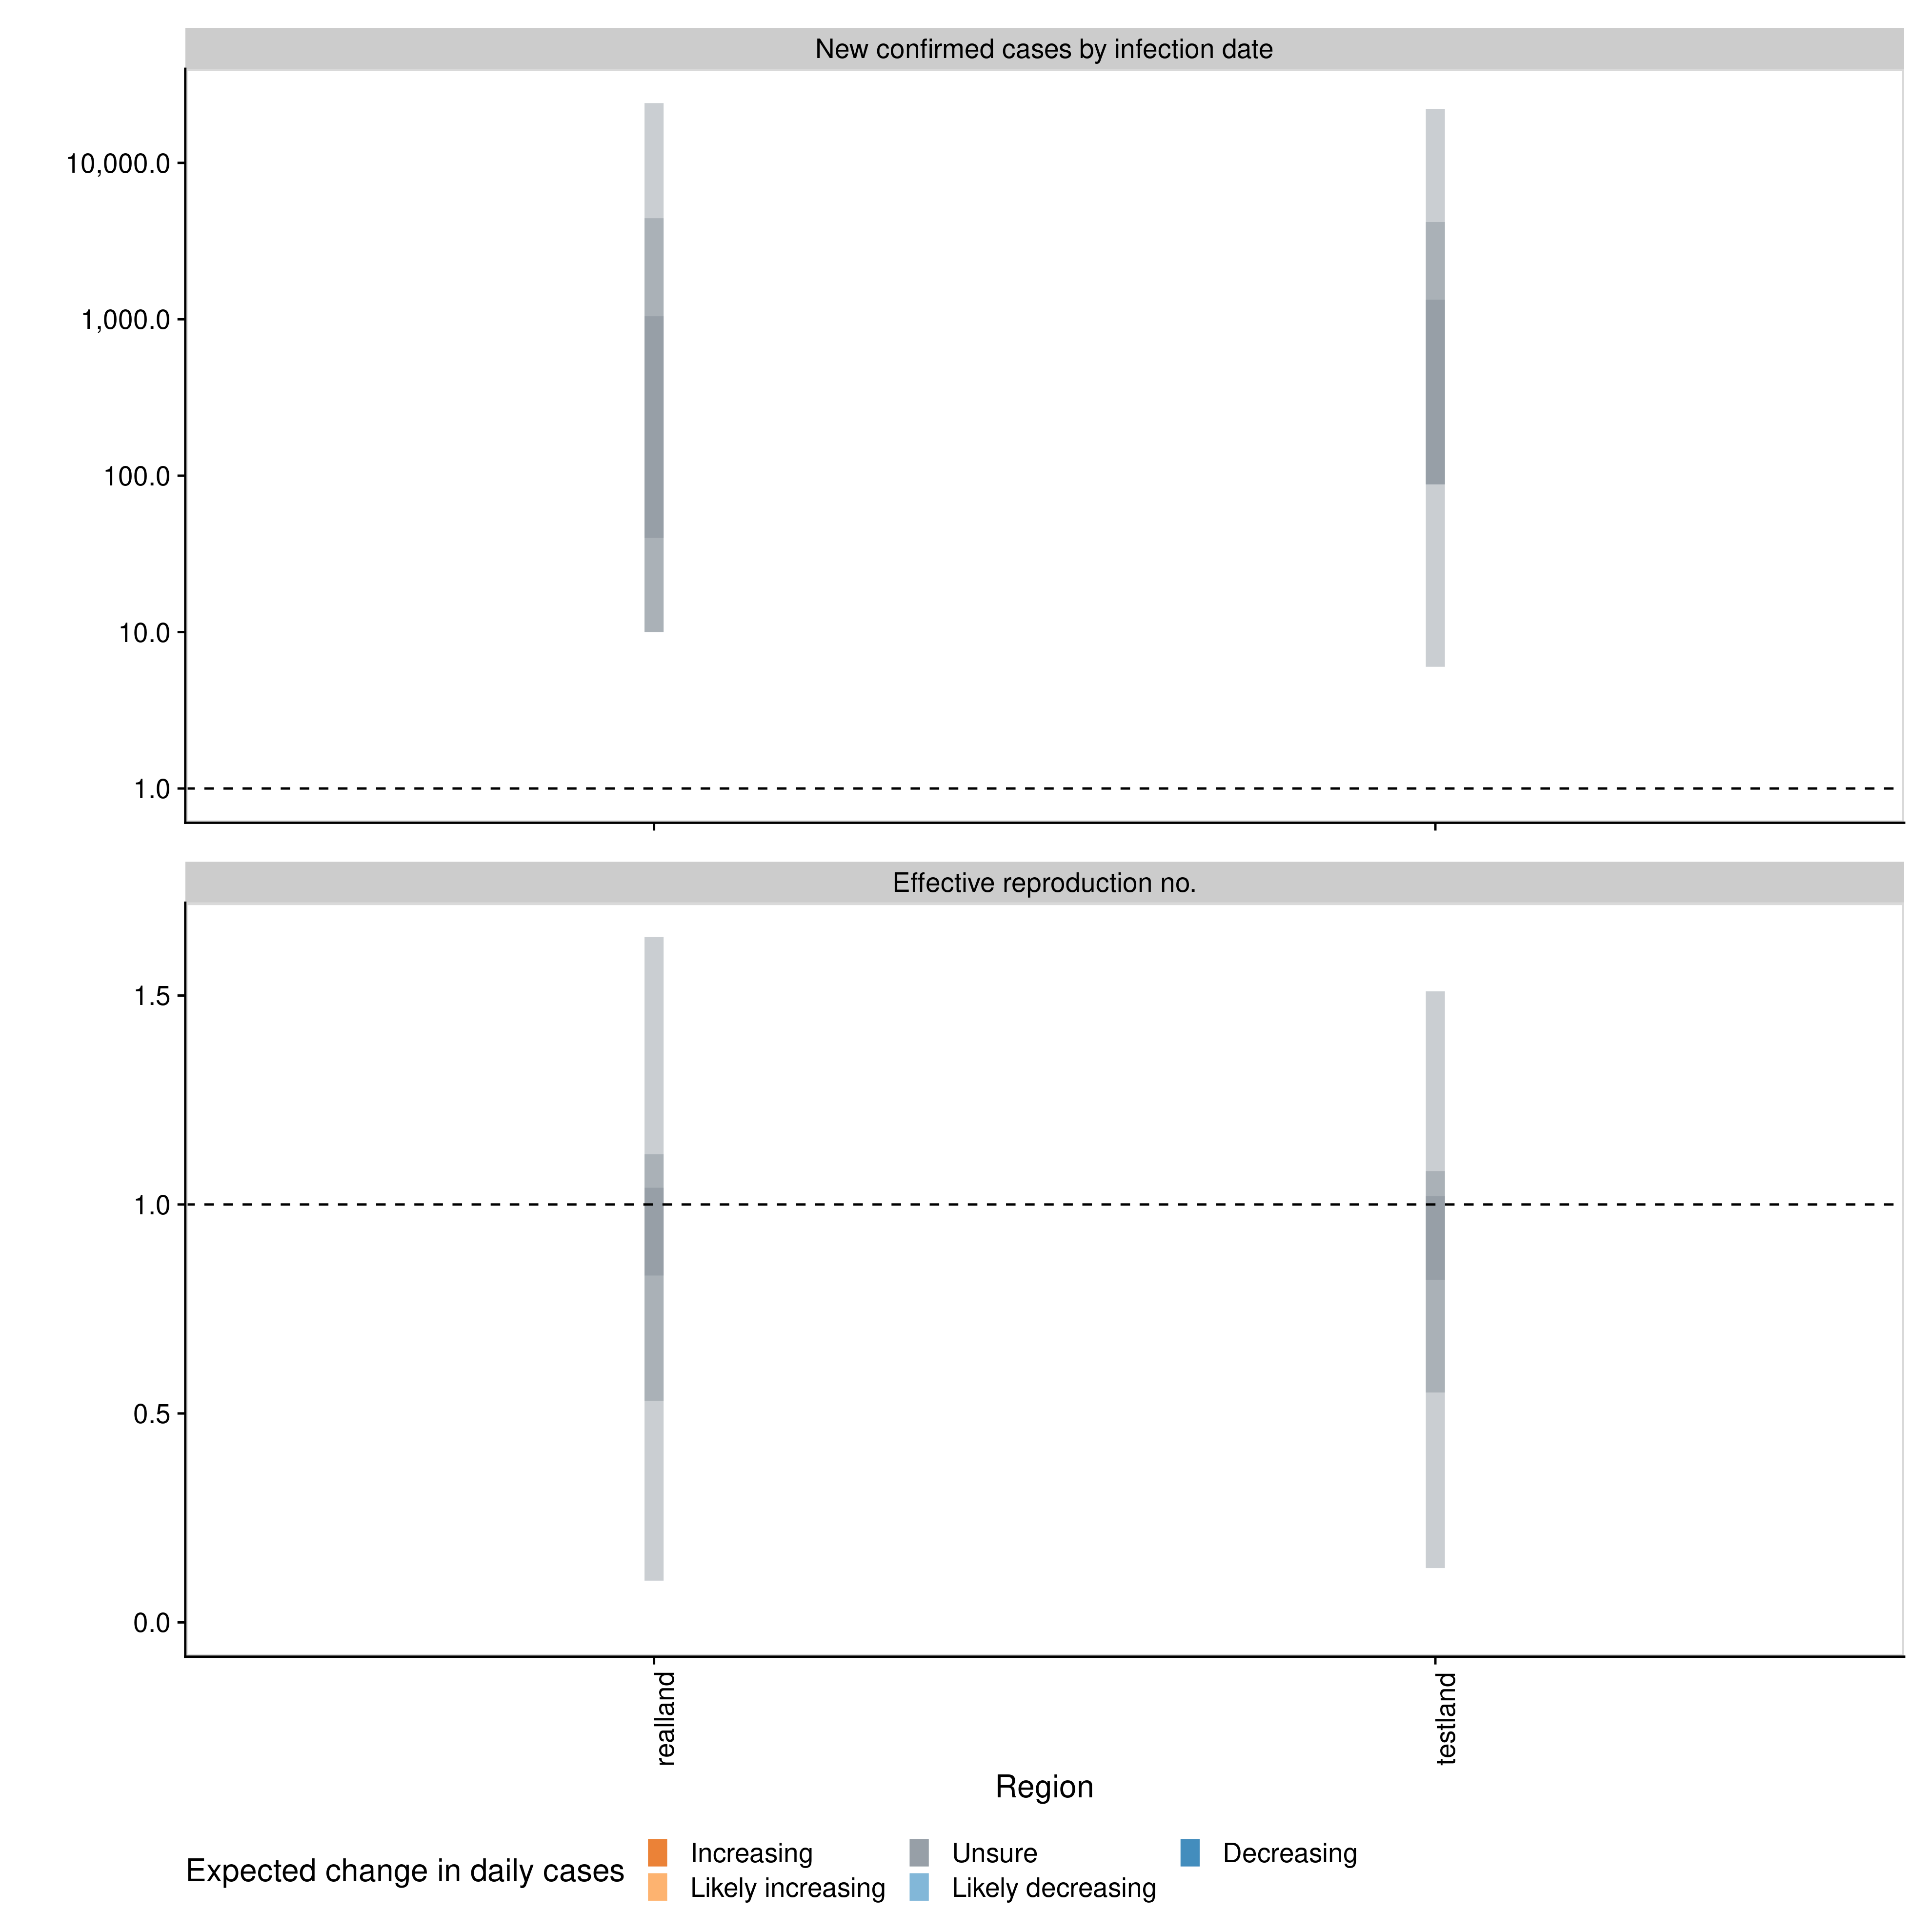 New confirmed cases by infection date
10,000.0
1,000.0
100.0
10.0
1.0
Effective reproduction no.
1.5
1.0
0.5
0.0
realland
testland
Region
Expected change in daily cases
Increasing
Unsure
Decreasing
Likely increasing
Likely decreasing